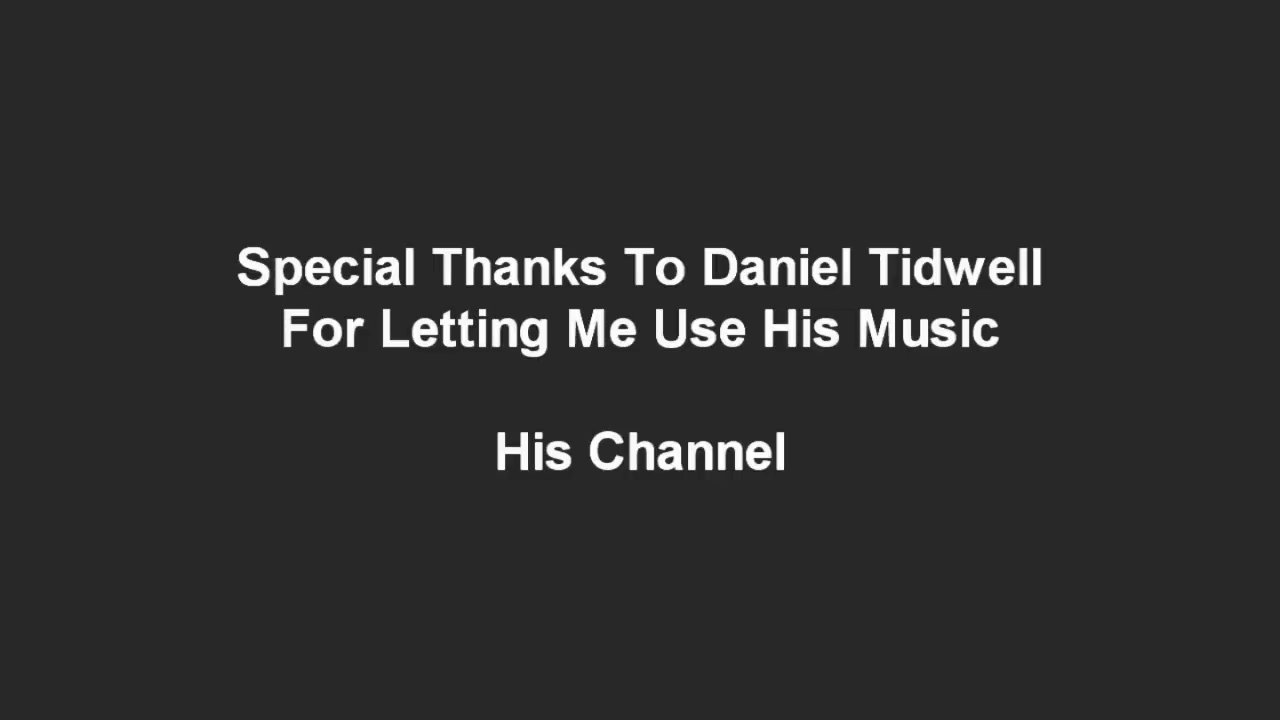 Special Thanks To Daniel Tidwell
For Letting Me Use His Music
His Channel